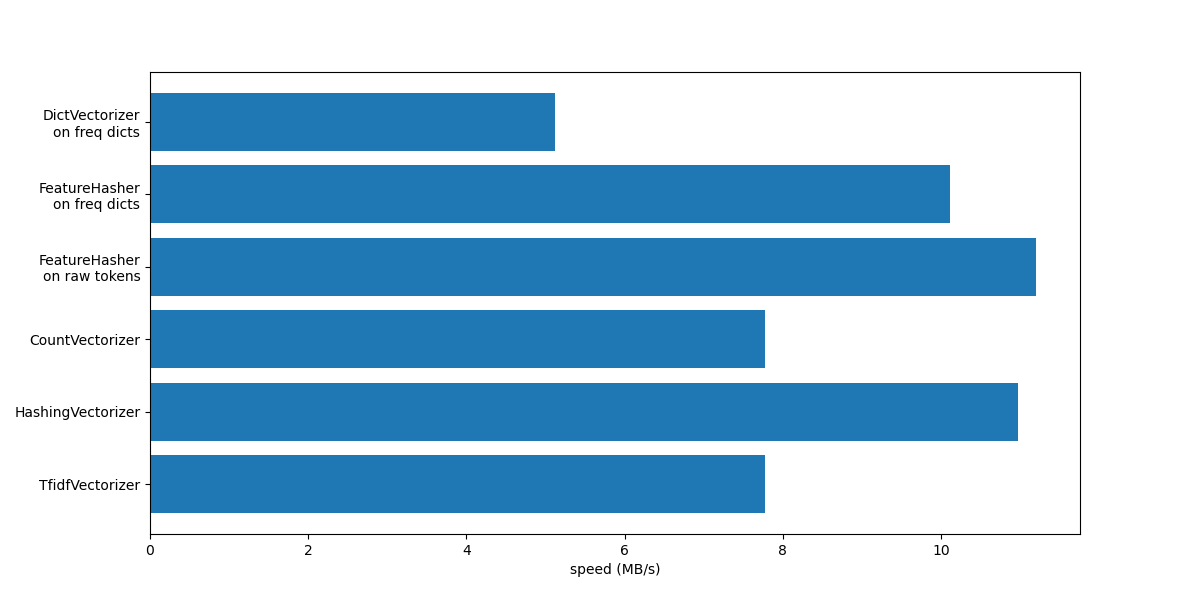 DictVectorizer
on freq dicts
FeatureHasher
on freq dicts
FeatureHasher
on raw tokens
CountVectorizer
HashingVectorizer
TfidfVectorizer
0 2 4 6 8 10
speed (MB/s)